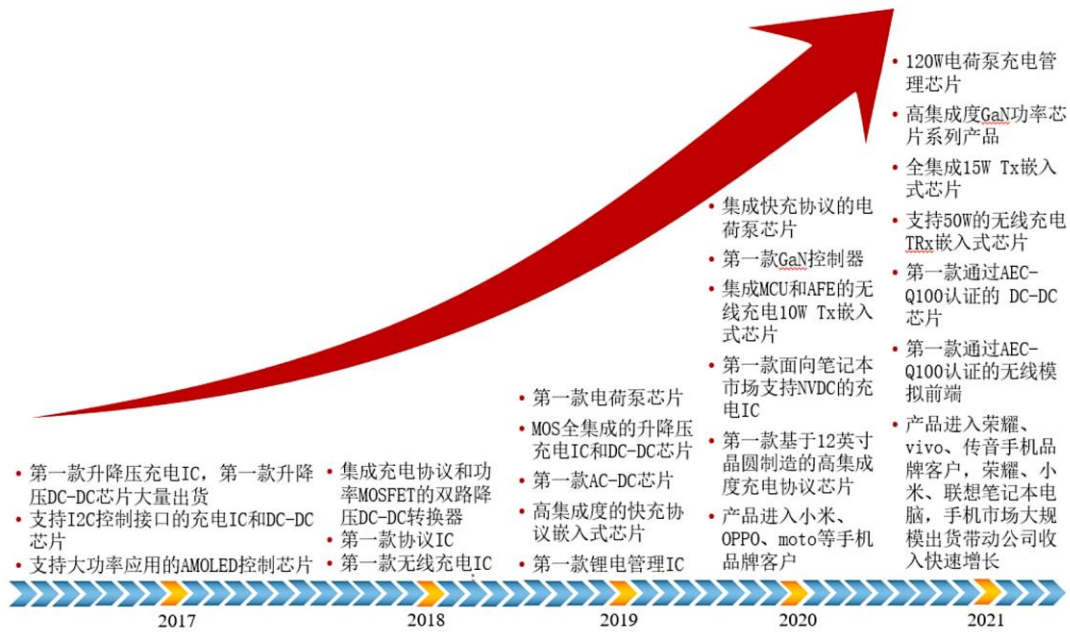 • 第一款升降压充电IC，第一款升降
压DC-DC芯片大量出货
• 支持I2C控制接口的充电IC和DC-DC
芯片
• 支持大功率应用的AMOLED控制芯片
2017
• 集成充电协议和功
率MOSFET的双路降
压DC-DC转换器
• 第一款协议IC
• 第一款无线充电IC
2018
• 第一款电荷泵芯片
• MOS全集成的升降压
充电IC和DC-DC芯片
• 第一款AC-DC芯片
• 高集成度的快充协
议嵌入式芯片
• 第一款锂电管理IC
2019
• 集成快充协议的电
荷泵芯片
• 第一款GaN控制器
• 集成MCU和AFE的无
线充电10W Tx嵌入
式芯片
• 第一款面向笔记本
市场支持NVDC的充
电IC
• 第一款基于12英寸
晶圆制造的高集成
度充电协议芯片
• 产品进入小米、
OPPO、moto等手机
品牌客户
2020
• 120W电荷泵充电管
理芯片
• 高集成度GaN功率芯
片系列产品
• 全集成15W Tx嵌入
式芯片
• 支持50W的无线充电
TRx嵌入式芯片
• 第一款通过AEC-
Q100认证的 DC-DC
芯片
• 第一款通过AEC-
Q100认证的无线模
拟前端
• 产品进入荣耀、
vivo、传音手机品
牌客户，荣耀、小
米、联想笔记本电
脑，手机市场大规
模出货带动公司收
入快速增长
2021